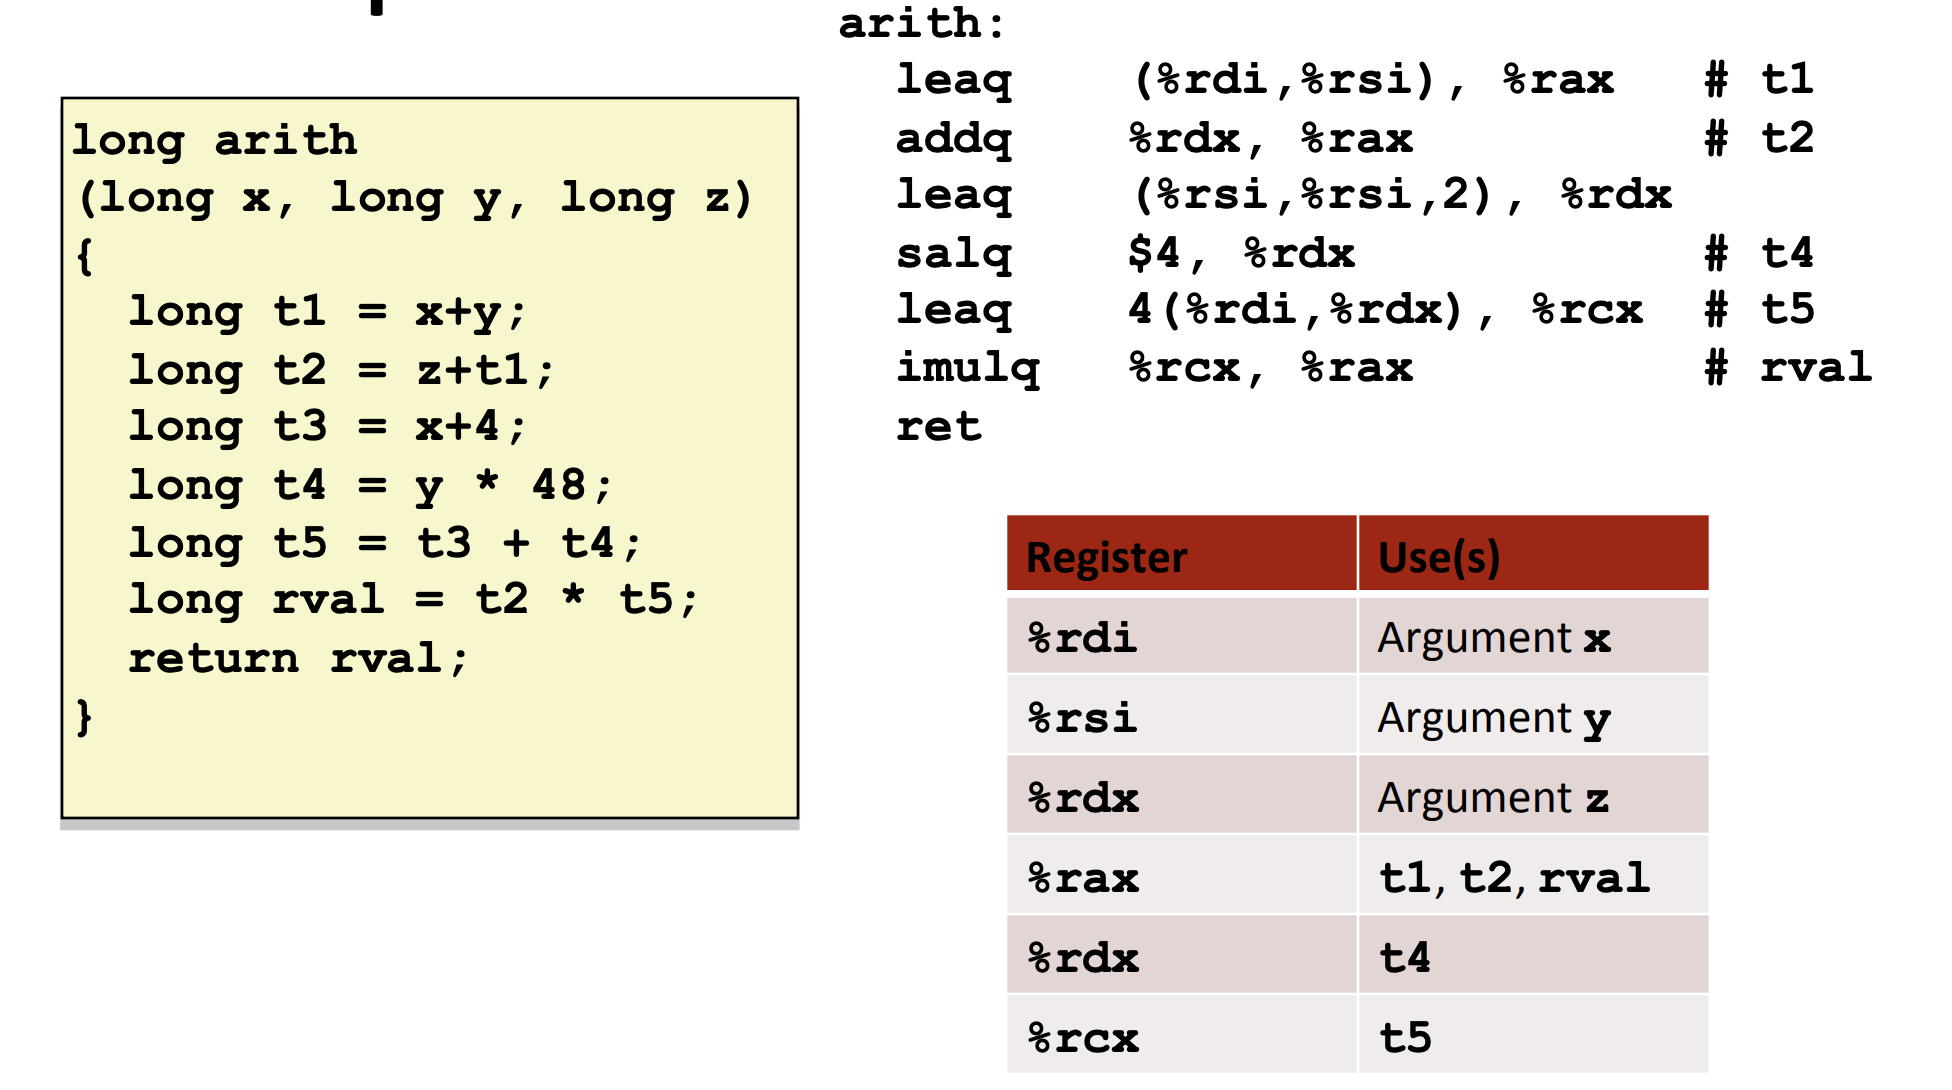 long arith
(long x, long y, long z)
{
  long t1 = x+y;
  long t2 = z+t1;
  long t3 = x+4;
  long t4 = y * 48;
  long t5 = t3 + t4;
  long rval = t2 * t5;
  return rval;
}
arith:
  leaq    (%rdi,%rsi), %rax   # t1
  addq    %rdx, %rax          # t2
  leaq    (%rsi,%rsi,2), %rdx
  salq    $4, %rdx            # t4
  leaq    4(%rdi,%rdx), %rcx  # t5
  imulq   %rcx, %rax          # rval
  ret
Register Use(s)
%rdi Argument x
%rsi Argument y
%rdx Argument z
%rax t1, t2, rval
%rdx t4
%rcx t5